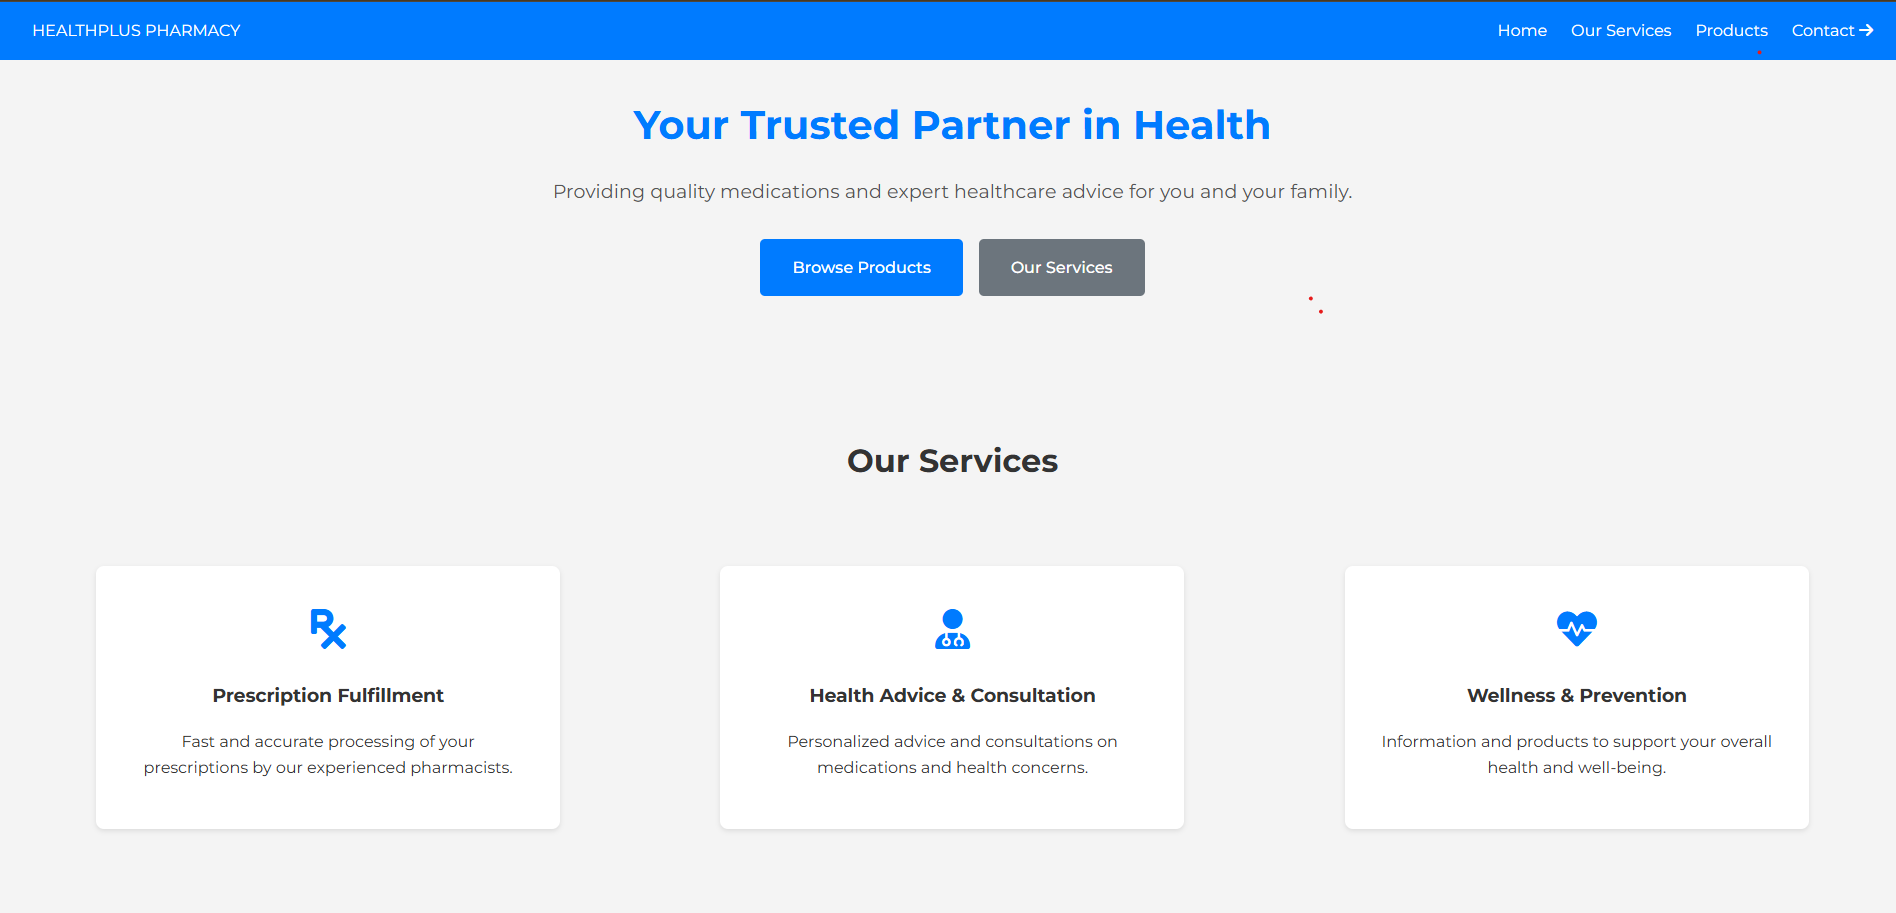 HEALTHPLUS PHARMACY
Home Our Services Products Contact
Your Trusted Partner in Health
Providing quality medications and expert healthcare advice for you and your family.
Browse Products Our Services
Our Services
Prescription Fulfillment
Fast and accurate processing of your
prescriptions by our experienced pharmacists.
Health Advice & Consultation
Personalized advice and consultations on
medications and health concerns.
Wellness & Prevention
Information and products to support your overall
health and well-being.